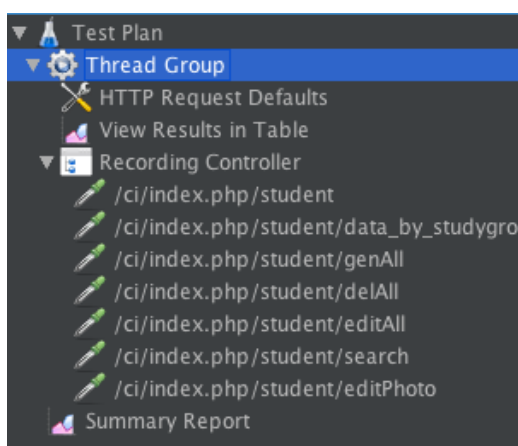 Test Plan
Thread Group
HTTP Request Defaults
View Results in Table
Recording Controller
/ci/index.php/student
/ci/index.php/student/data_by_studygro
/ci/index.php/student/genAll
/ci/index.php/student/delAll
/ci/index.php/student/editAll
/ci/index.php/student/search
/ci/index.php/student/editPhoto
Summary Report